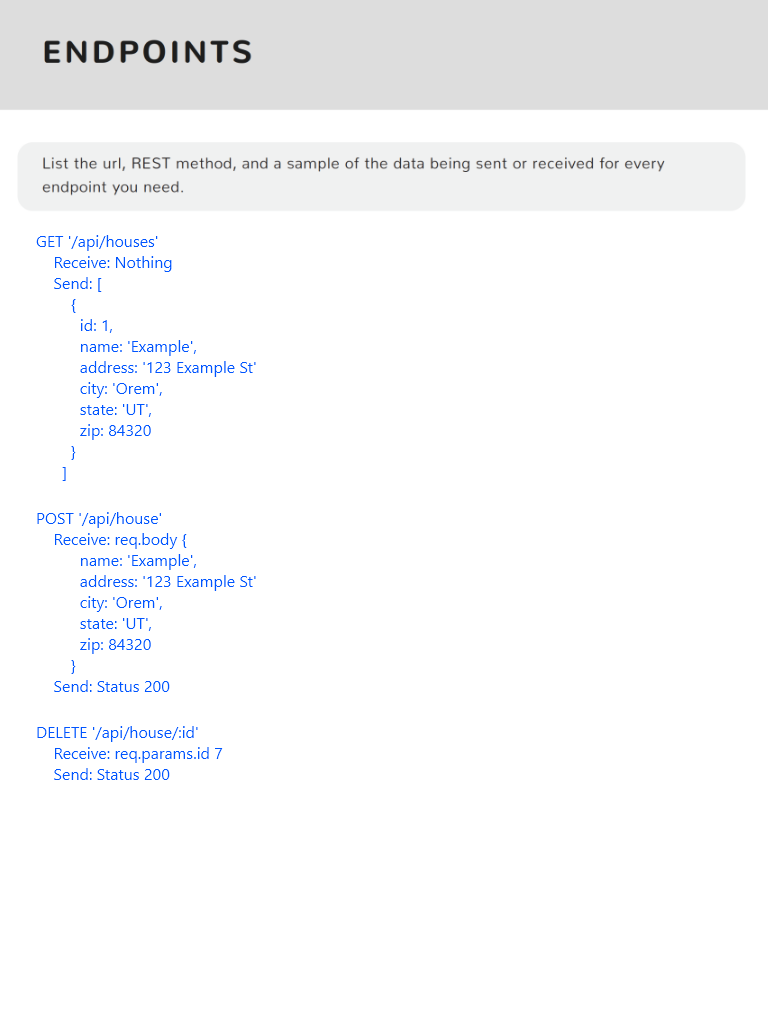 ENDPOINTS
List the url, REST method, and a sample of the data being sent or received for every
endpoint you need.
GET '/api/houses'
Receive: Nothing
Send: [
{
id: 1,
name: 'Example',
address: '123 Example St'
city: 'Orem',
state: 'UT',
zip: 84320
}
]
POST '/api/house'
Receive: req.body {
name: 'Example',
address: '123 Example St'
city: 'Orem',
state: 'UT',
zip: 84320
}
Send: Status 200
DELETE '/api/house/:id'
Receive: req.params.id 7
Send: Status 200